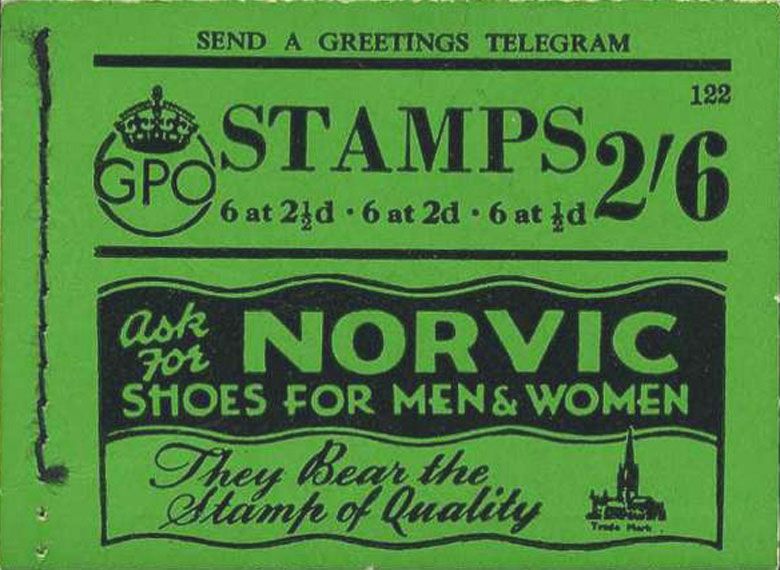 SEND A GREETINGS TELEGRAM
122
GPO STAMPS 2/6
6 at 2½d · 6 at 2d · 6 at ½d
Ask for NORVIC
SHOES FOR MEN & WOMEN
They Bear the
Stamp of Quality
Trade Mark